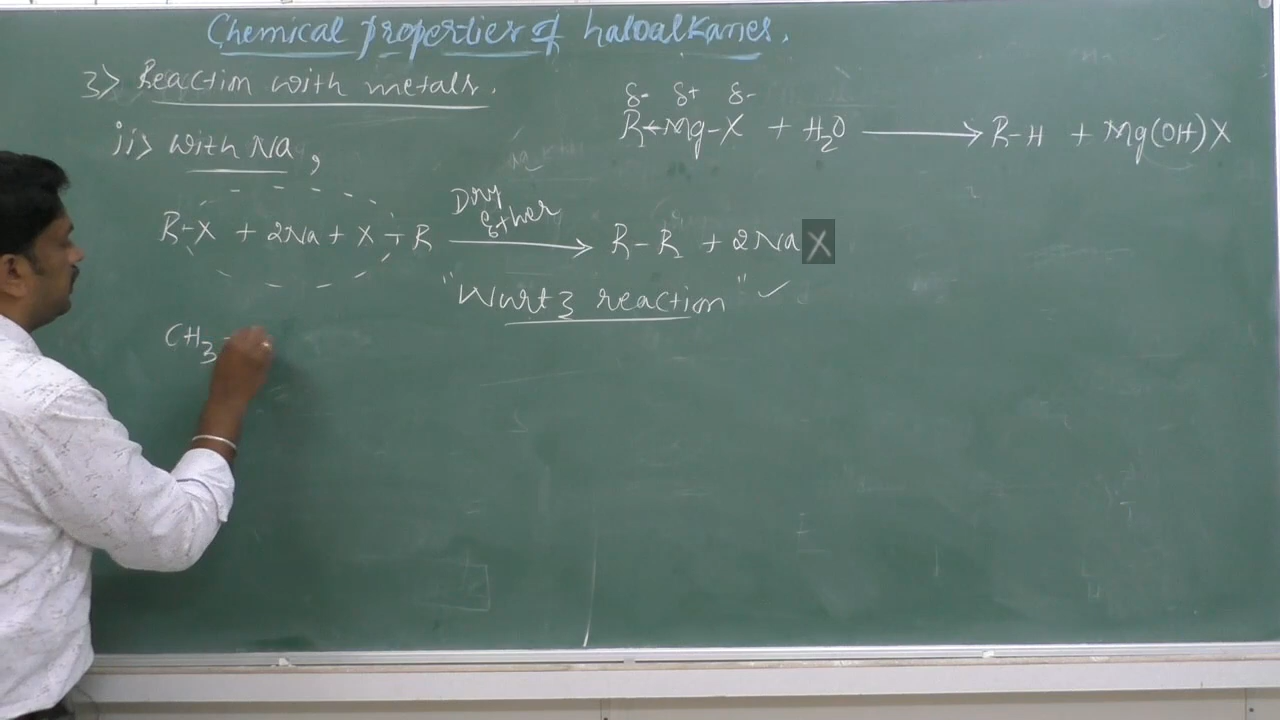 Chemical properties of haloalkanes.
3> Reaction with metals.
δ- δ+ δ-
R←Mg-X + H2O ⟶ R-H + Mg(OH)X
ii> with Na,
R-X + 2Na + X-R ⟶ R-R + 2NaX
Dry
Ether
"Wurtz reaction" ✓
CH3-